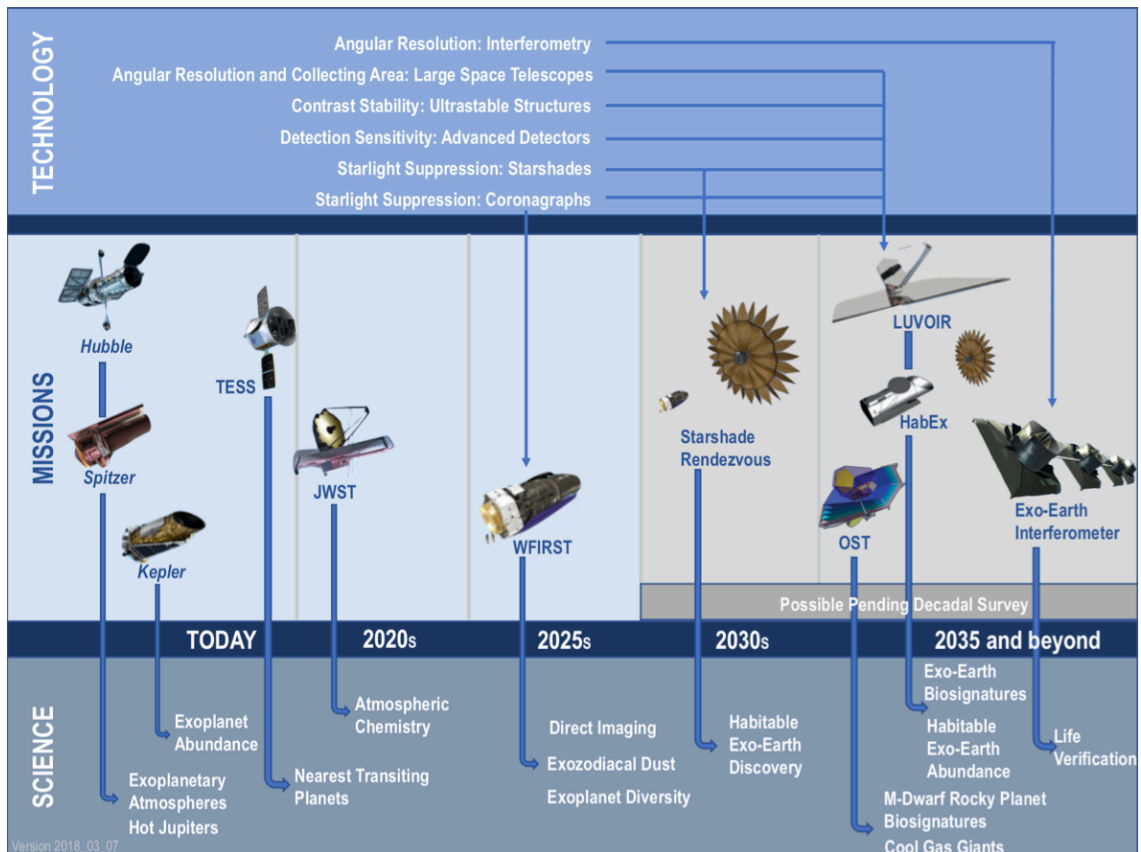 TECHNOLOGY
Angular Resolution: Interferometry
Angular Resolution and Collecting Area: Large Space Telescopes
Contrast Stability: Ultrastable Structures
Detection Sensitivity: Advanced Detectors
Starlight Suppression: Starshades
Starlight Suppression: Coronagraphs
MISSIONS
Hubble
TESS
Spitzer
Kepler
JWST
WFIRST
Starshade
Rendezvous
LUVOIR
HabEx
OST
Exo-Earth
Interferometer
Possible Pending Decadal Survey
TODAY
2020s
2025s
2030s
2035 and beyond
SCIENCE
Exoplanet
Abundance
Exoplanetary
Atmospheres
Hot Jupiters
Nearest Transiting
Planets
Atmospheric
Chemistry
Direct Imaging
Exozodiacal Dust
Exoplanet Diversity
Habitable
Exo-Earth
Discovery
Exo-Earth
Biosignatures
Habitable
Exo-Earth
Abundance
M-Dwarf Rocky Planet
Biosignatures
Cool Gas Giants
Life
Verification
Version 2018_03_07